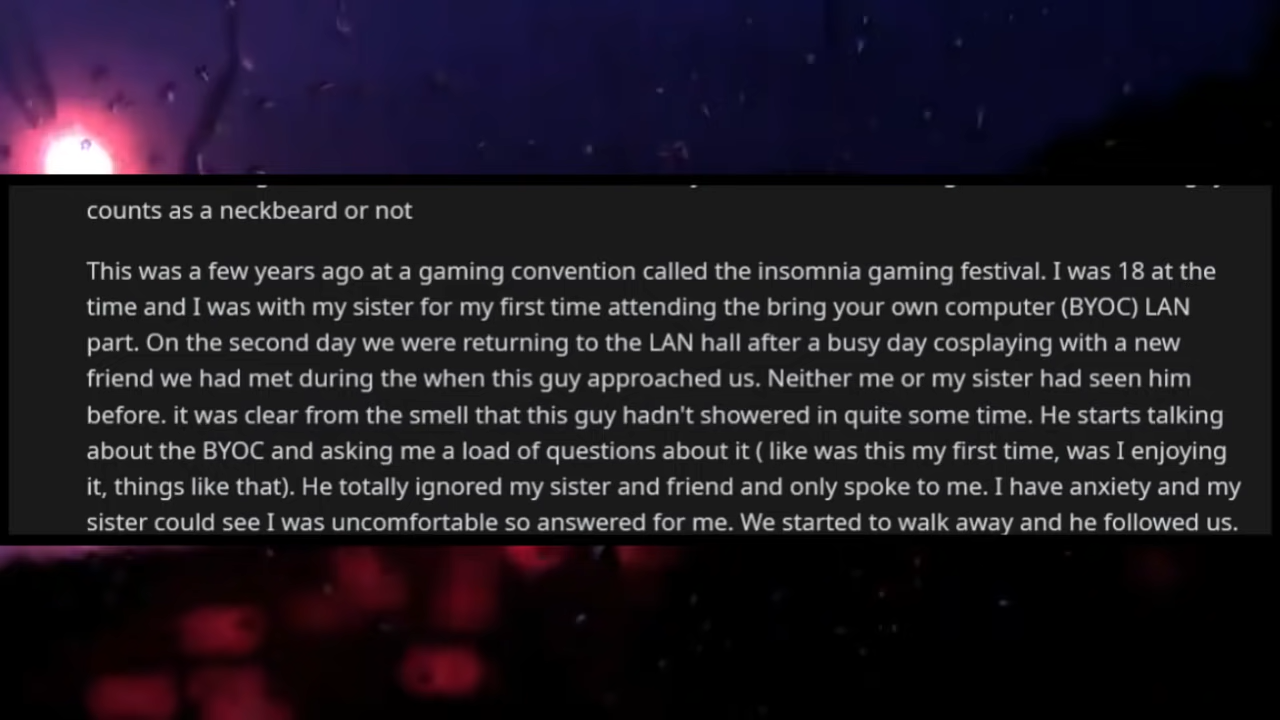 counts as a neckbeard or not
This was a few years ago at a gaming convention called the insomnia gaming festival. I was 18 at the
time and I was with my sister for my first time attending the bring your own computer (BYOC) LAN
part. On the second day we were returning to the LAN hall after a busy day cosplaying with a new
friend we had met during the when this guy approached us. Neither me or my sister had seen him
before. it was clear from the smell that this guy hadn't showered in quite some time. He starts talking
about the BYOC and asking me a load of questions about it ( like was this my first time, was I enjoying
it, things like that). He totally ignored my sister and friend and only spoke to me. I have anxiety and my
sister could see I was uncomfortable so answered for me. We started to walk away and he followed us.